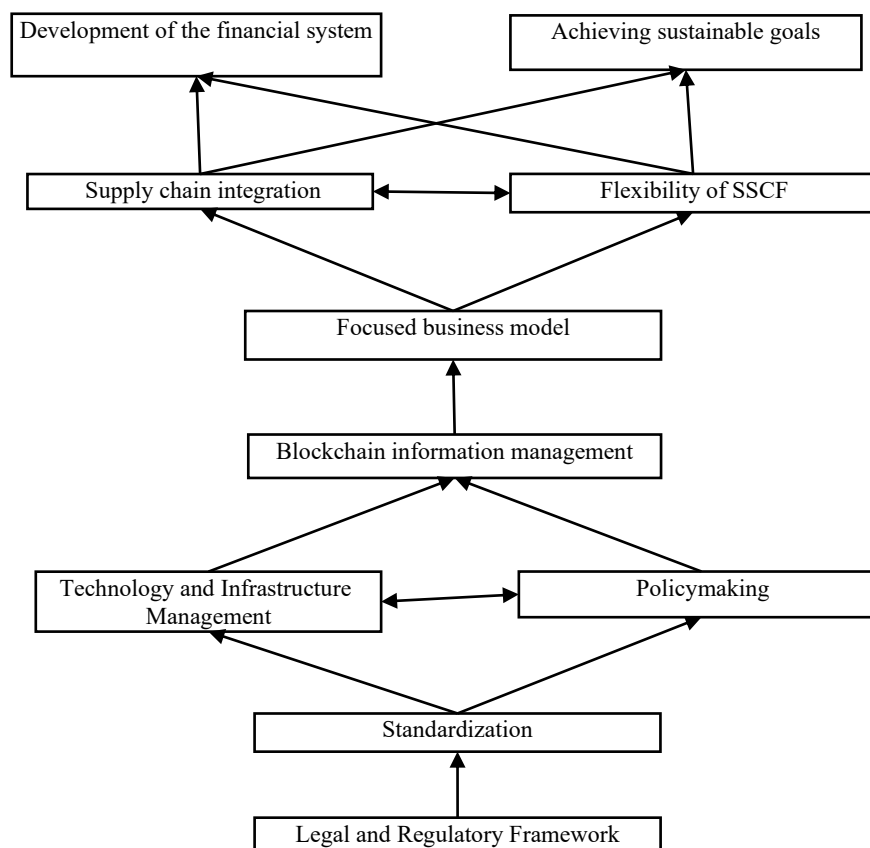 Development of the financial system
Achieving sustainable goals
Supply chain integration
Flexibility of SSCF
Focused business model
Blockchain information management
Technology and Infrastructure
Management
Policymaking
Standardization
Legal and Regulatory Framework